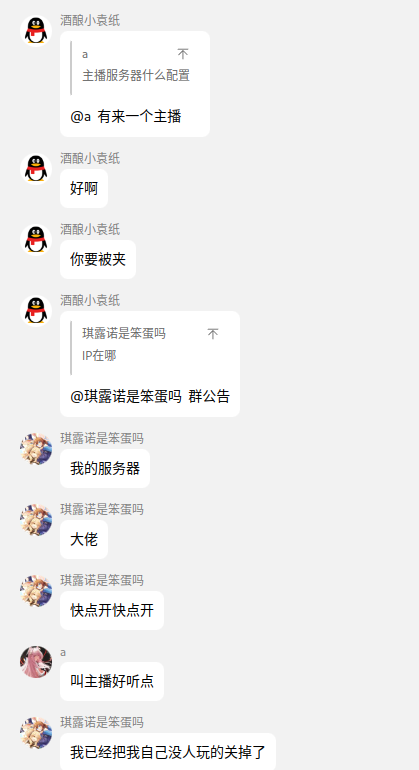 酒酿小袁纸
a
主播服务器什么配置
@a 有来一个主播
酒酿小袁纸
好啊
酒酿小袁纸
你要被夹
酒酿小袁纸
琪露诺是笨蛋吗
IP在哪
@琪露诺是笨蛋吗 群公告
琪露诺是笨蛋吗
我的服务器
琪露诺是笨蛋吗
大佬
琪露诺是笨蛋吗
快点开快点开
a
叫主播好听点
琪露诺是笨蛋吗
我已经把我自己没人玩的关掉了